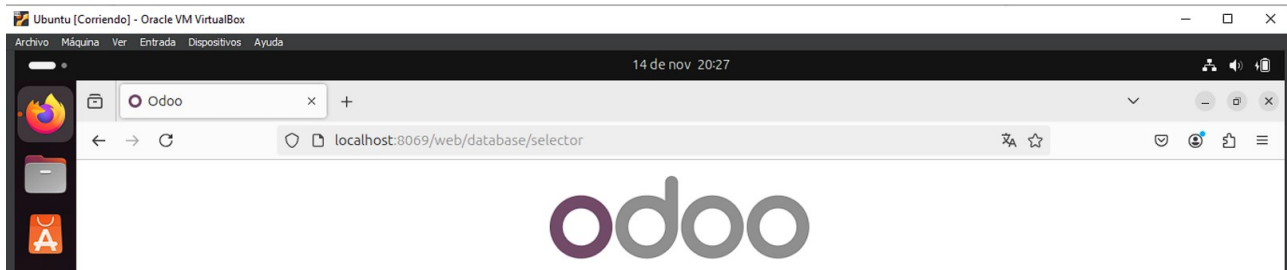 Ubuntu [Corriendo] - Oracle VM VirtualBox
Archivo Máquina Ver Entrada Dispositivos Ayuda
14 de nov 20:27
Odoo
localhost:8069/web/database/selector
odoo